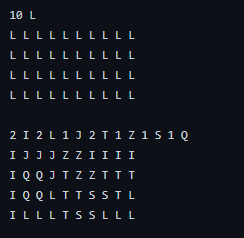 10 L
L L L L L L L L L L
L L L L L L L L L L
L L L L L L L L L L
L L L L L L L L L L
2 I 2 L 1 J 2 T 1 Z 1 S 1 Q
I J J J Z Z I I I I
I Q Q J T Z Z T T T
I Q Q L T T S S T L
I L L L T S S L L L